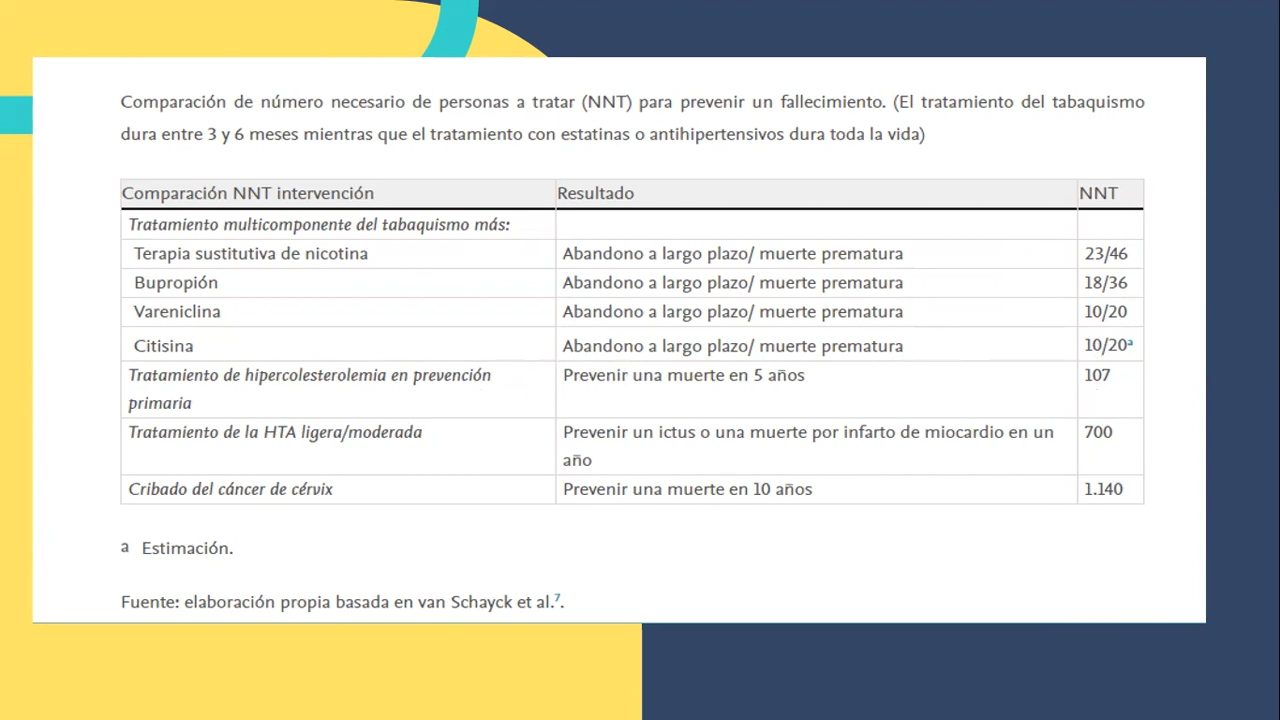 Comparación de número necesario de personas a tratar (NNT) para prevenir un fallecimiento. (El tratamiento del tabaquismo
dura entre 3 y 6 meses mientras que el tratamiento con estatinas o antihipertensivos dura toda la vida)
Comparación NNT intervención Resultado NNT
Tratamiento multicomponente del tabaquismo más:
Terapia sustitutiva de nicotina Abandono a largo plazo/ muerte prematura 23/46
Bupropión Abandono a largo plazo/ muerte prematura 18/36
Vareniclina Abandono a largo plazo/ muerte prematura 10/20
Citisina Abandono a largo plazo/ muerte prematura 10/20ª
Tratamiento de hipercolesterolemia en prevención
primaria
Prevenir una muerte en 5 años 107
Tratamiento de la HTA ligera/moderada
Prevenir un ictus o una muerte por infarto de miocardio en un
año
700
Cribado del cáncer de cérvix Prevenir una muerte en 10 años 1.140
a Estimación.
Fuente: elaboración propia basada en van Schayck et al.⁷.